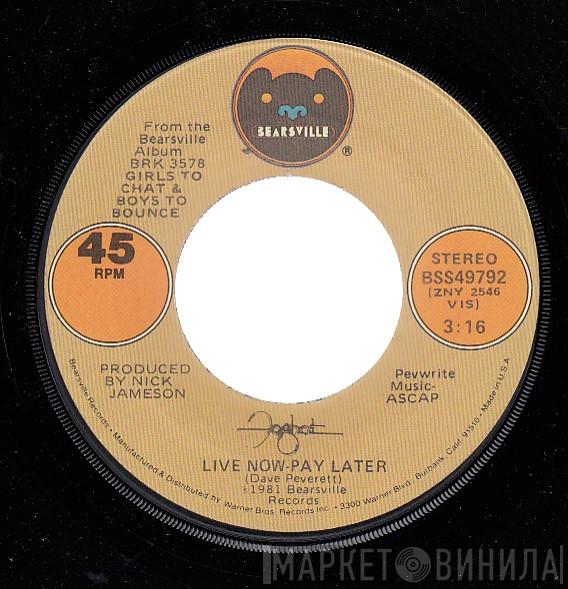 BEARSVILLE
®
From the
Bearsville
Album
BRK 3578
GIRLS TO
CHAT &
BOYS TO
BOUNCE
45
RPM
STEREO
BSS49792
(ZNY 2546
VIS)
3:16
PRODUCED
BY NICK
JAMESON
Pevwrite
Music-
ASCAP
Foghat
LIVE NOW-PAY LATER
(Dave Peverett)
℗1981 Bearsville
Records
Bearsville Records • Manufactured & Distributed by Warner Bros. Records Inc. • 3300 Warner Blvd., Burbank, Calif. 91510 • Made in U.S.A.
МАРКЕТ ВИНИЛА